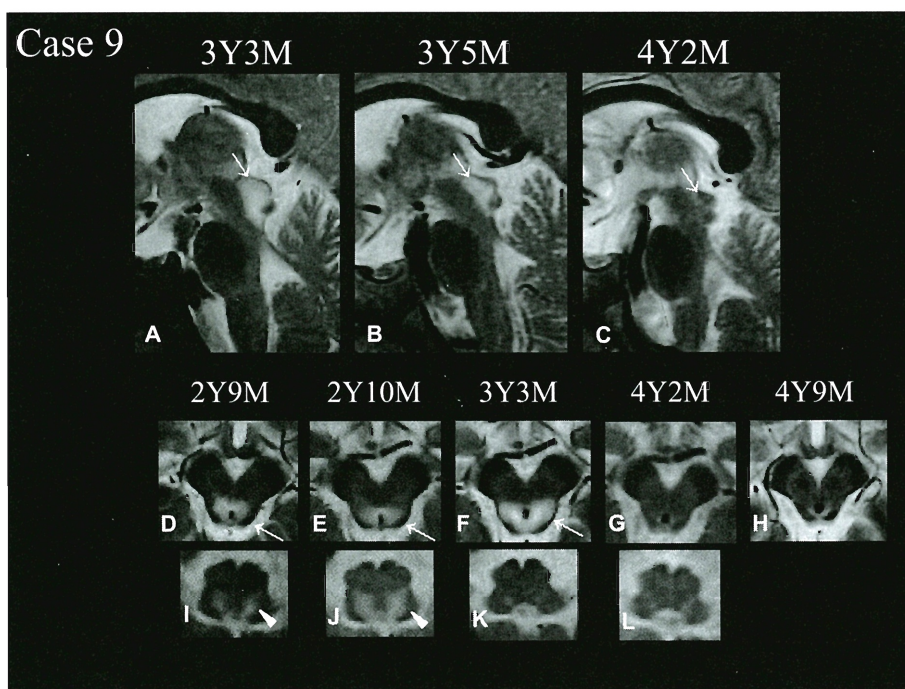 Case 9
3Y3M 3Y5M 4Y2M
A B C
2Y9M 2Y10M 3Y3M 4Y2M 4Y9M
D E F G H
I J K L